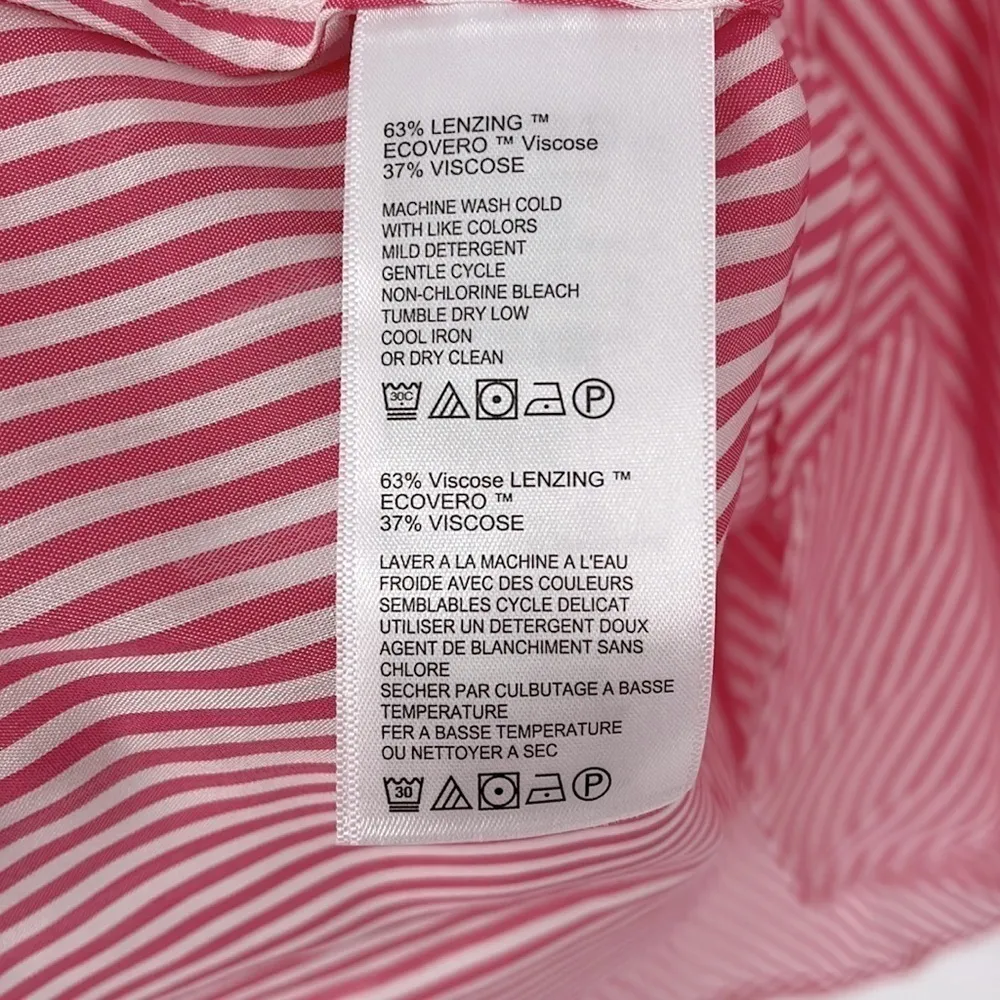 63% LENZING ™
ECOVERO ™ Viscose
37% VISCOSE
MACHINE WASH COLD
WITH LIKE COLORS
MILD DETERGENT
GENTLE CYCLE
NON-CHLORINE BLEACH
TUMBLE DRY LOW
COOL IRON
OR DRY CLEAN
30C P
63% Viscose LENZING ™
ECOVERO ™
37% VISCOSE
LAVER A LA MACHINE A L'EAU
FROIDE AVEC DES COULEURS
SEMBLABLES CYCLE DELICAT
UTILISER UN DETERGENT DOUX
AGENT DE BLANCHIMENT SANS
CHLORE
SECHER PAR CULBUTAGE A BASSE
TEMPERATURE
FER A BASSE TEMPERATURE
OU NETTOYER A SEC
30 P